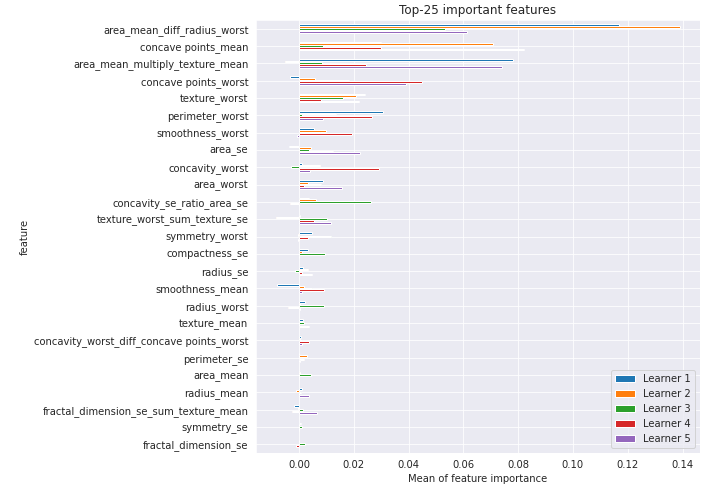 Top-25 important features
area_mean_diff_radius_worst
concave points_mean
area_mean_multiply_texture_mean
concave points_worst
texture_worst
perimeter_worst
smoothness_worst
area_se
concavity_worst
area_worst
concavity_se_ratio_area_se
texture_worst_sum_texture_se
symmetry_worst
compactness_se
radius_se
smoothness_mean
radius_worst
texture_mean
concavity_worst_diff_concave points_worst
perimeter_se
area_mean
radius_mean
fractal_dimension_se_sum_texture_mean
symmetry_se
fractal_dimension_se
feature
Learner 1
Learner 2
Learner 3
Learner 4
Learner 5
0.00 0.02 0.04 0.06 0.08 0.10 0.12 0.14
Mean of feature importance